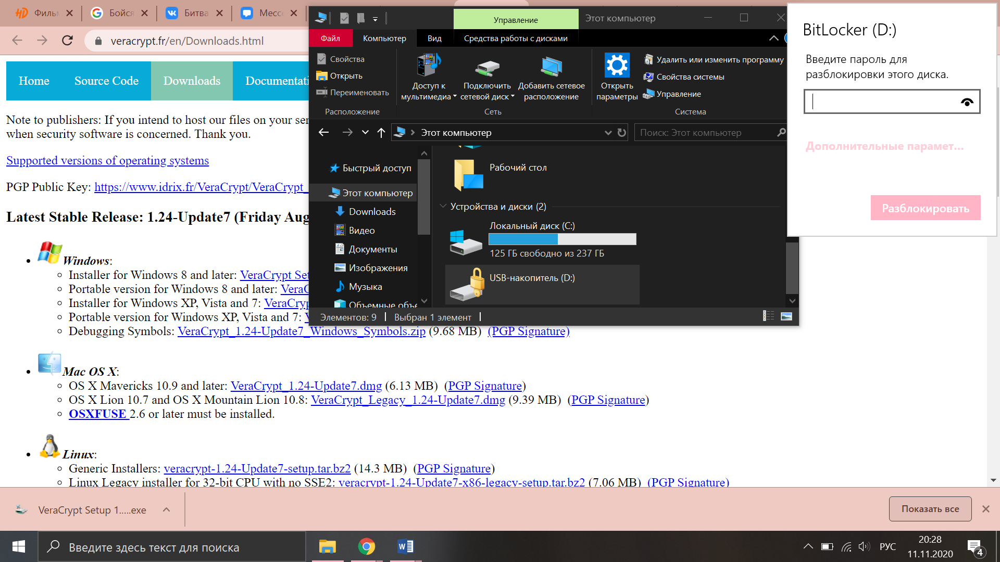 Фильм
Бойся
Битва
Мессе
veracrypt.fr/en/Downloads.html
Home
Source Code
Downloads
Documentati
Note to publishers: If you intend to host our files on your ser
when security software is concerned. Thank you.
Supported versions of operating systems
PGP Public Key: https://www.idrix.fr/VeraCrypt/VeraCrypt_
Latest Stable Release: 1.24-Update7 (Friday Aug
Windows:
Installer for Windows 8 and later: VeraCrypt Set
Portable version for Windows 8 and later: VeraC
Installer for Windows XP, Vista and 7: VeraCryp
Portable version for Windows XP, Vista and 7:
Debugging Symbols: VeraCrypt_1.24-Update7_Windows_Symbols.zip (9.68 MB) (PGP Signature)
Mac OS X:
OS X Mavericks 10.9 and later: VeraCrypt_1.24-Update7.dmg (6.13 MB) (PGP Signature)
OS X Lion 10.7 and OS X Mountain Lion 10.8: VeraCrypt_Legacy_1.24-Update7.dmg (9.39 MB) (PGP Signature)
OSXFUSE 2.6 or later must be installed.
Linux:
Generic Installers: veracrypt-1.24-Update7-setup.tar.bz2 (14.3 MB) (PGP Signature)
Linux Legacy installer for 32-bit CPU with no SSE2: veracrypt-1.24-Update7-x86-legacy-setup.tar.bz2 (7.06 MB) (PGP Signature)
Управление
Этот компьютер
Файл
Компьютер
Вид
Средства работы с дисками
Свойства
Открыть
Переименовать
Расположение
Доступ к
мультимедиа
Подключить
сетевой диск
Добавить сетевое
расположение
Сеть
Открыть
параметры
Удалить или изменить программу
Свойства системы
Управление
Система
Этот компьютер
Поиск: Этот компьютер
Быстрый доступ
Этот компьютер
Downloads
Видео
Документы
Изображения
Музыка
Объемные объе
Рабочий стол
Устройства и диски (2)
Локальный диск (C:)
125 ГБ свободно из 237 ГБ
USB-накопитель (D:)
Элементов: 9
Выбран 1 элемент
BitLocker (D:)
Введите пароль для
разблокировки этого диска.
Дополнительные парамет...
Разблокировать
VeraCrypt Setup 1.....exe
Показать все
Введите здесь текст для поиска
РУС
20:28
11.11.2020
4